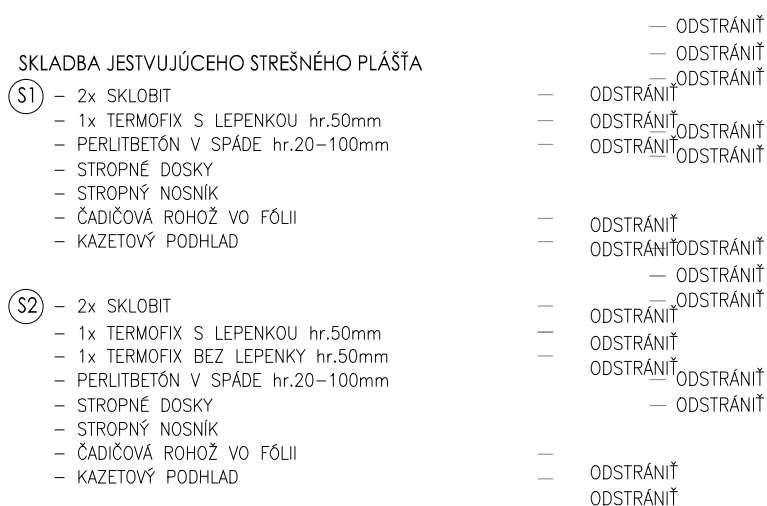 — ODSTRÁNIŤ
— ODSTRÁNIŤ
SKLADBA JESTVUJÚCEHO STREŠNÉHO PLÁŠŤA
— ODSTRÁNIŤ
S1 – 2x SKLOBIT — ODSTRÁNIŤ
– 1x TERMOFIX S LEPENKOU hr.50mm — ODSTRÁNIŤ
— ODSTRÁNIŤ
– PERLITBETÓN V SPÁDE hr.20–100mm — ODSTRÁNIŤ
— ODSTRÁNIŤ
– STROPNÉ DOSKY
– STROPNÝ NOSNÍK
– ČADIČOVÁ ROHOŽ VO FÓLII — ODSTRÁNIŤ
– KAZETOVÝ PODHLAD — ODSTRÁNIŤ
— ODSTRÁNIŤ
— ODSTRÁNIŤ
— ODSTRÁNIŤ
S2 – 2x SKLOBIT — ODSTRÁNIŤ
– 1x TERMOFIX S LEPENKOU hr.50mm — ODSTRÁNIŤ
– 1x TERMOFIX BEZ LEPENKY hr.50mm — ODSTRÁNIŤ
– PERLITBETÓN V SPÁDE hr.20–100mm
— ODSTRÁNIŤ
– STROPNÉ DOSKY
— ODSTRÁNIŤ
– STROPNÝ NOSNÍK
– ČADIČOVÁ ROHOŽ VO FÓLII —
– KAZETOVÝ PODHLAD — ODSTRÁNIŤ
ODSTRÁNIŤ